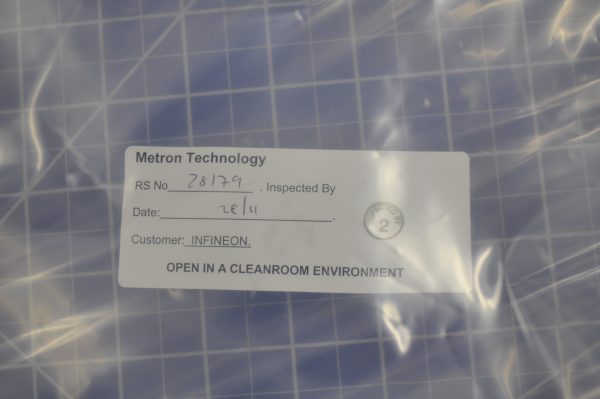 Metron Technology
RS No 28179 . Inspected By
Date: 28/11 .
2
Customer: INFINEON.
OPEN IN A CLEANROOM ENVIRONMENT